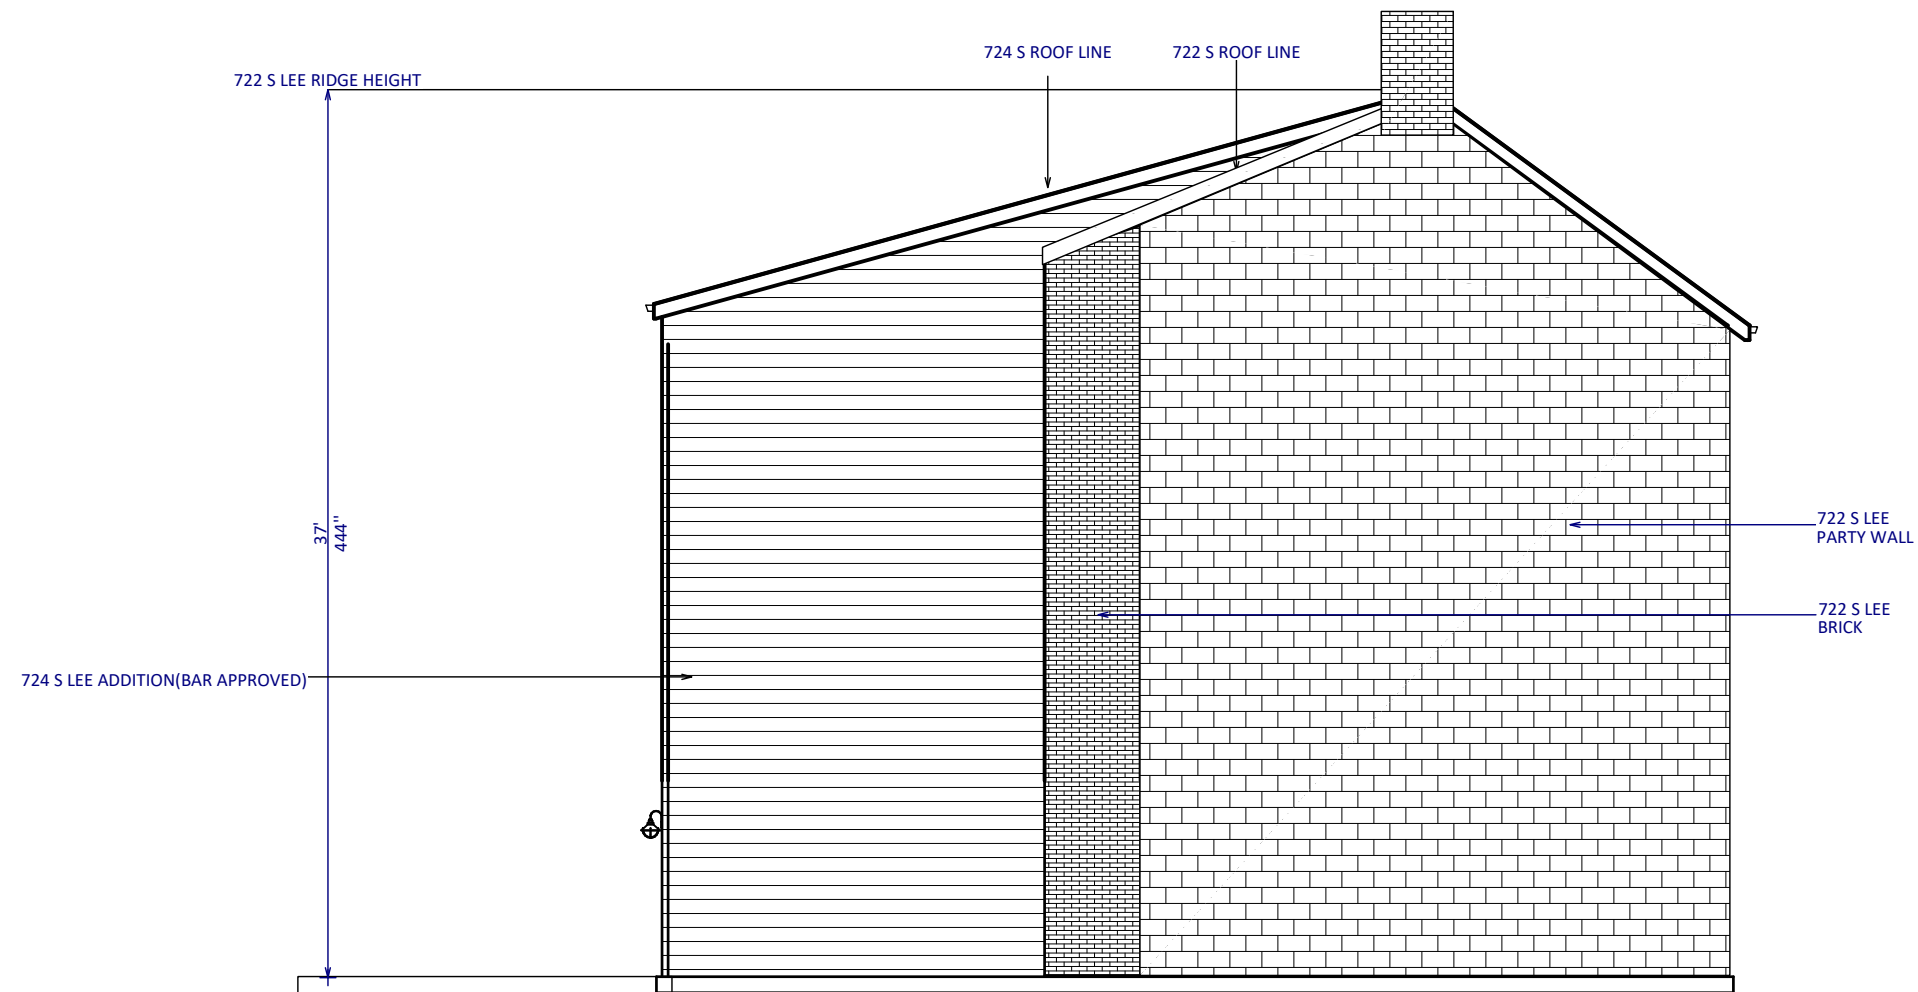 724 S ROOF LINE
722 S ROOF LINE
722 S LEE RIDGE HEIGHT
37'
444"
722 S LEE
PARTY WALL
722 S LEE
BRICK
724 S LEE ADDITION(BAR APPROVED)